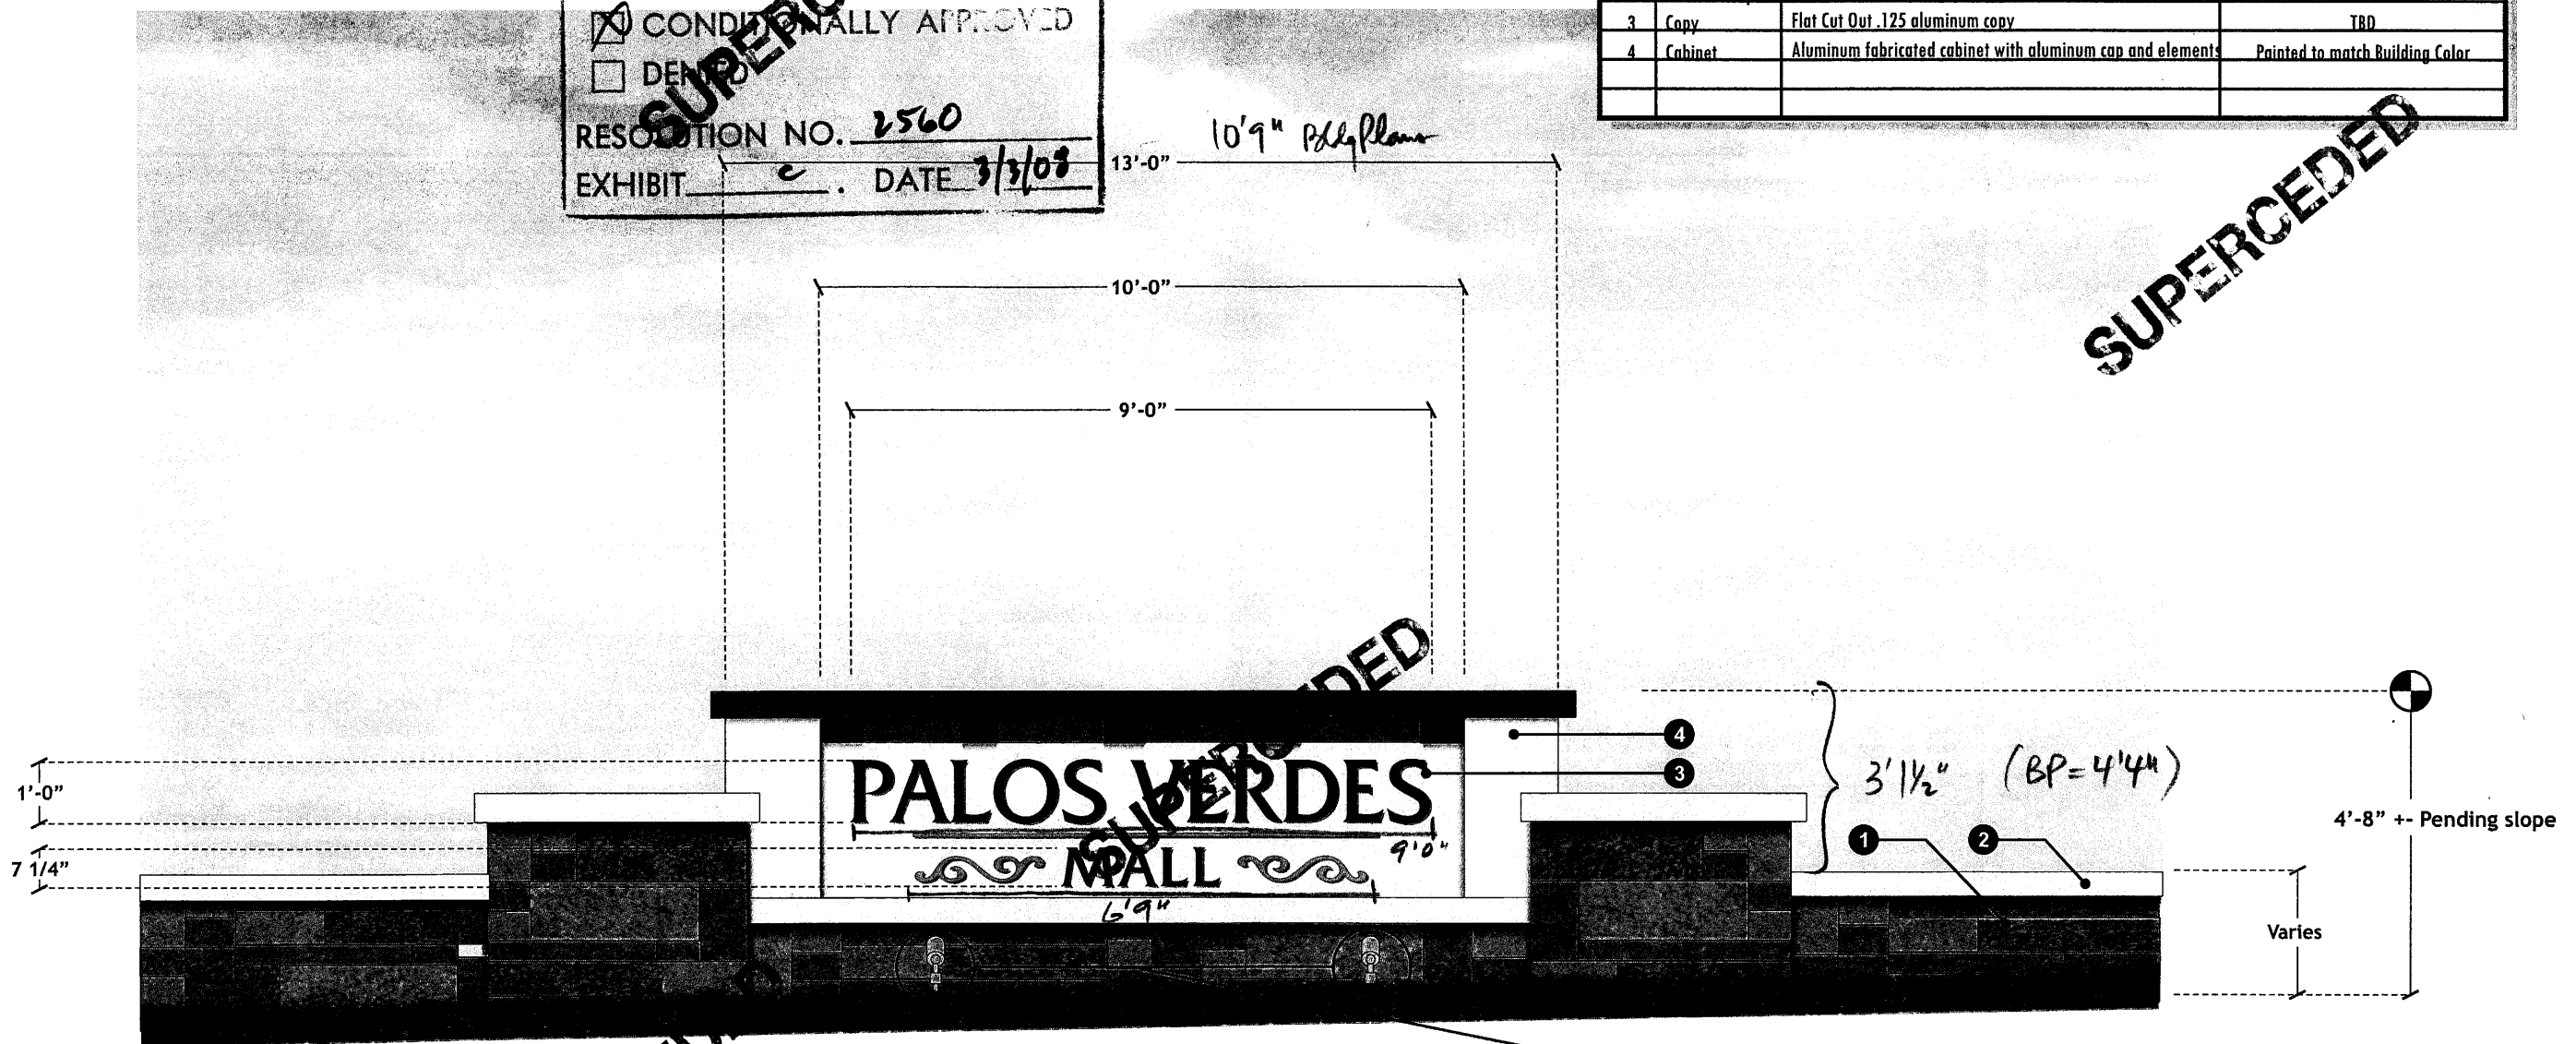 CONDITIONALLY APPROVED
DENIED
RESOLUTION NO. 2560
EXHIBIT c . DATE 3/3/08
3 Copy Flat Cut Out .125 aluminum copy TBD
4 Cabinet Aluminum fabricated cabinet with aluminum cap and elements Painted to match Building Color
SUPERCEDED
10'9" Bldg Plans
13'-0"
10'-0"
9'-0"
SUPERCEDED
4
3
PALOS VERDES
9'0"
MALL
6'9"
1'-0"
7 1/4"
3'1½" (BP=4'4")
1
2
4'-8" +- Pending slope
Varies